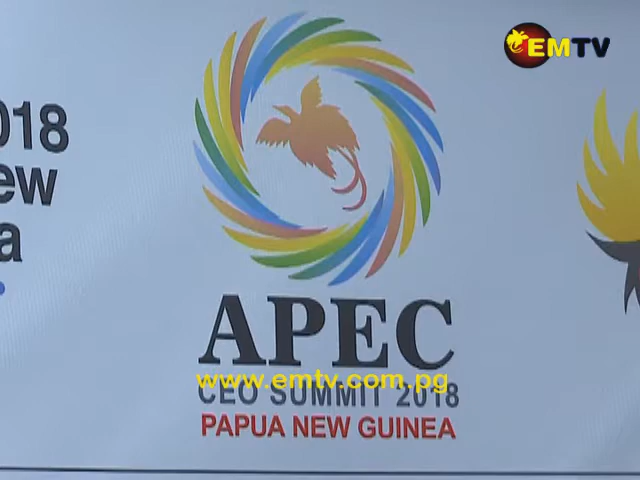 EMTV
018
ew
a
APEC
www.emtv.com.pg
CEO SUMMIT 2018
PAPUA NEW GUINEA